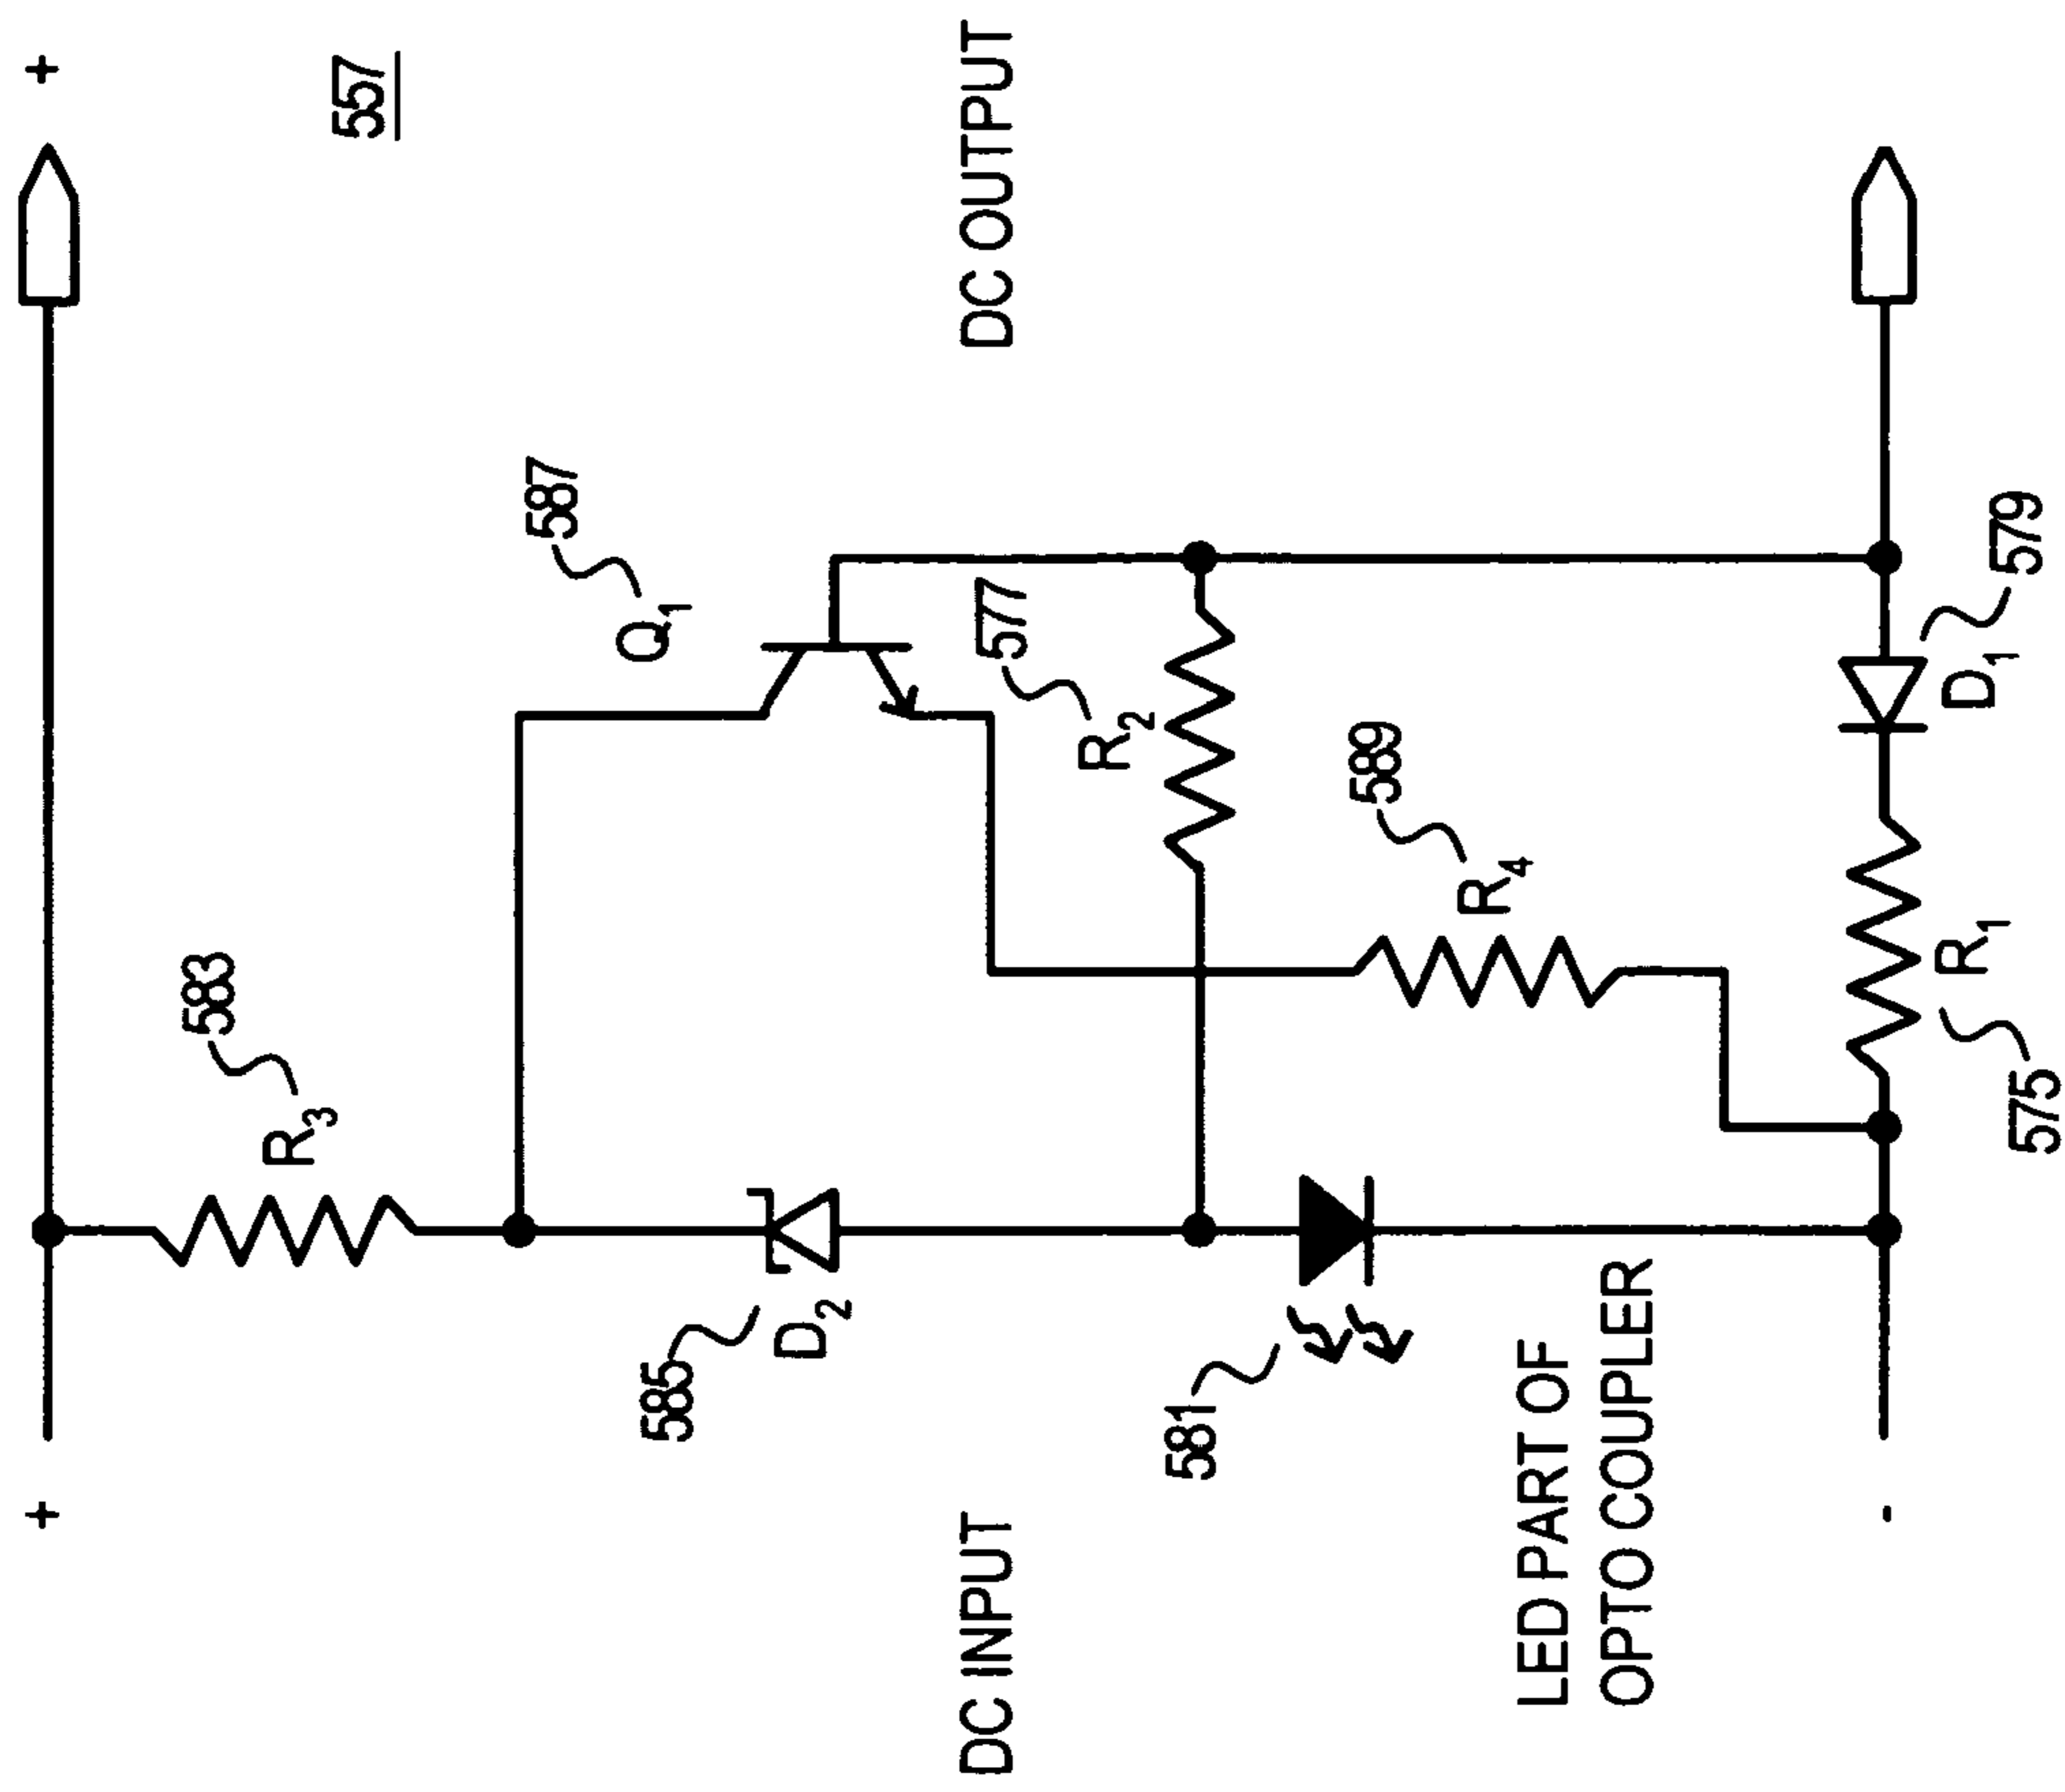 +
+
557
583
R3
587
Q1
585
D2
577
R2
DC INPUT
DC OUTPUT
581
589
R4
LED PART OF
OPTO COUPLER
579
D1
R1
575
-